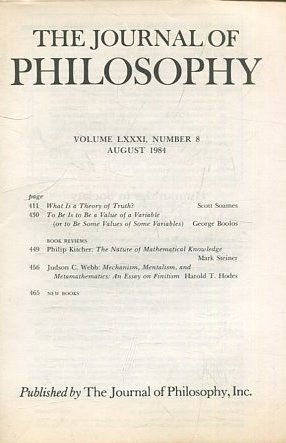 THE JOURNAL OF
PHILOSOPHY
VOLUME LXXXI, NUMBER 8
AUGUST 1984
page
411 What Is a Theory of Truth? Scott Soames
430 To Be Is to Be a Value of a Variable
(or to Be Some Values of Some Variables) George Boolos
BOOK REVIEWS
449 Philip Kitcher: The Nature of Mathematical Knowledge
Mark Steiner
456 Judson C. Webb: Mechanism, Mentalism, and
Metamathematics: An Essay on Finitism Harold T. Hodes
465 NEW BOOKS
Published by The Journal of Philosophy, Inc.